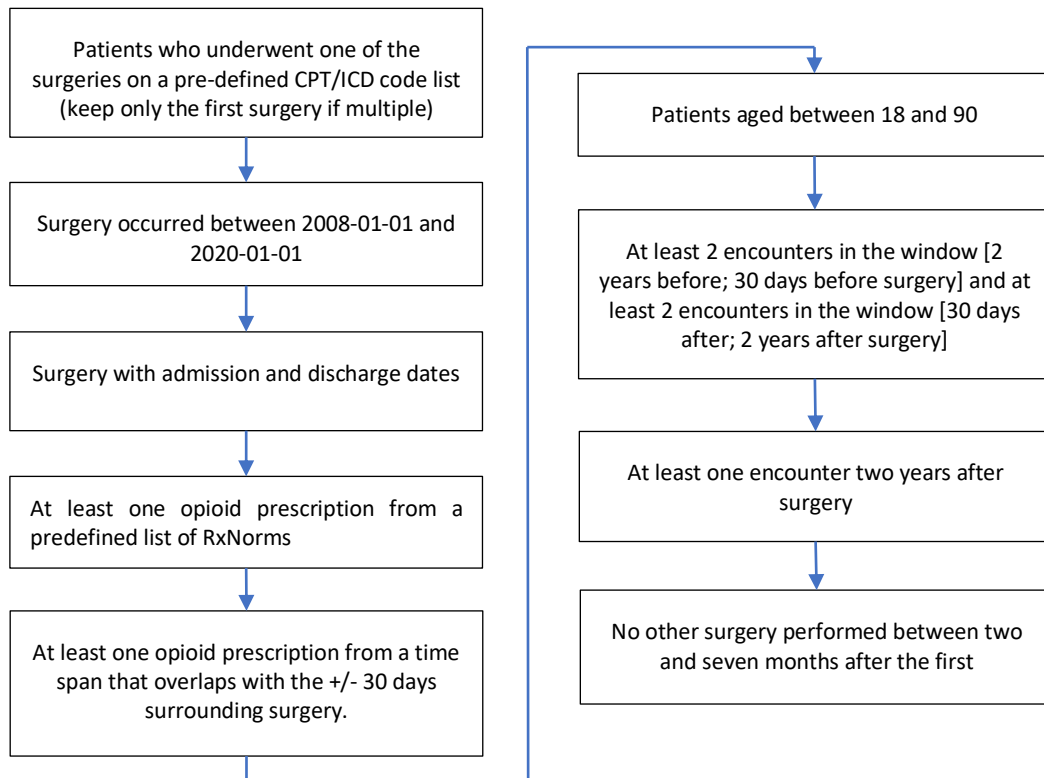 Patients who underwent one of the
surgeries on a pre-defined CPT/ICD code list
(keep only the first surgery if multiple)
Surgery occurred between 2008-01-01 and
2020-01-01
Surgery with admission and discharge dates
At least one opioid prescription from a
predefined list of RxNorms
At least one opioid prescription from a time
span that overlaps with the +/- 30 days
surrounding surgery.
Patients aged between 18 and 90
At least 2 encounters in the window [2
years before; 30 days before surgery] and at
least 2 encounters in the window [30 days
after; 2 years after surgery]
At least one encounter two years after
surgery
No other surgery performed between two
and seven months after the first